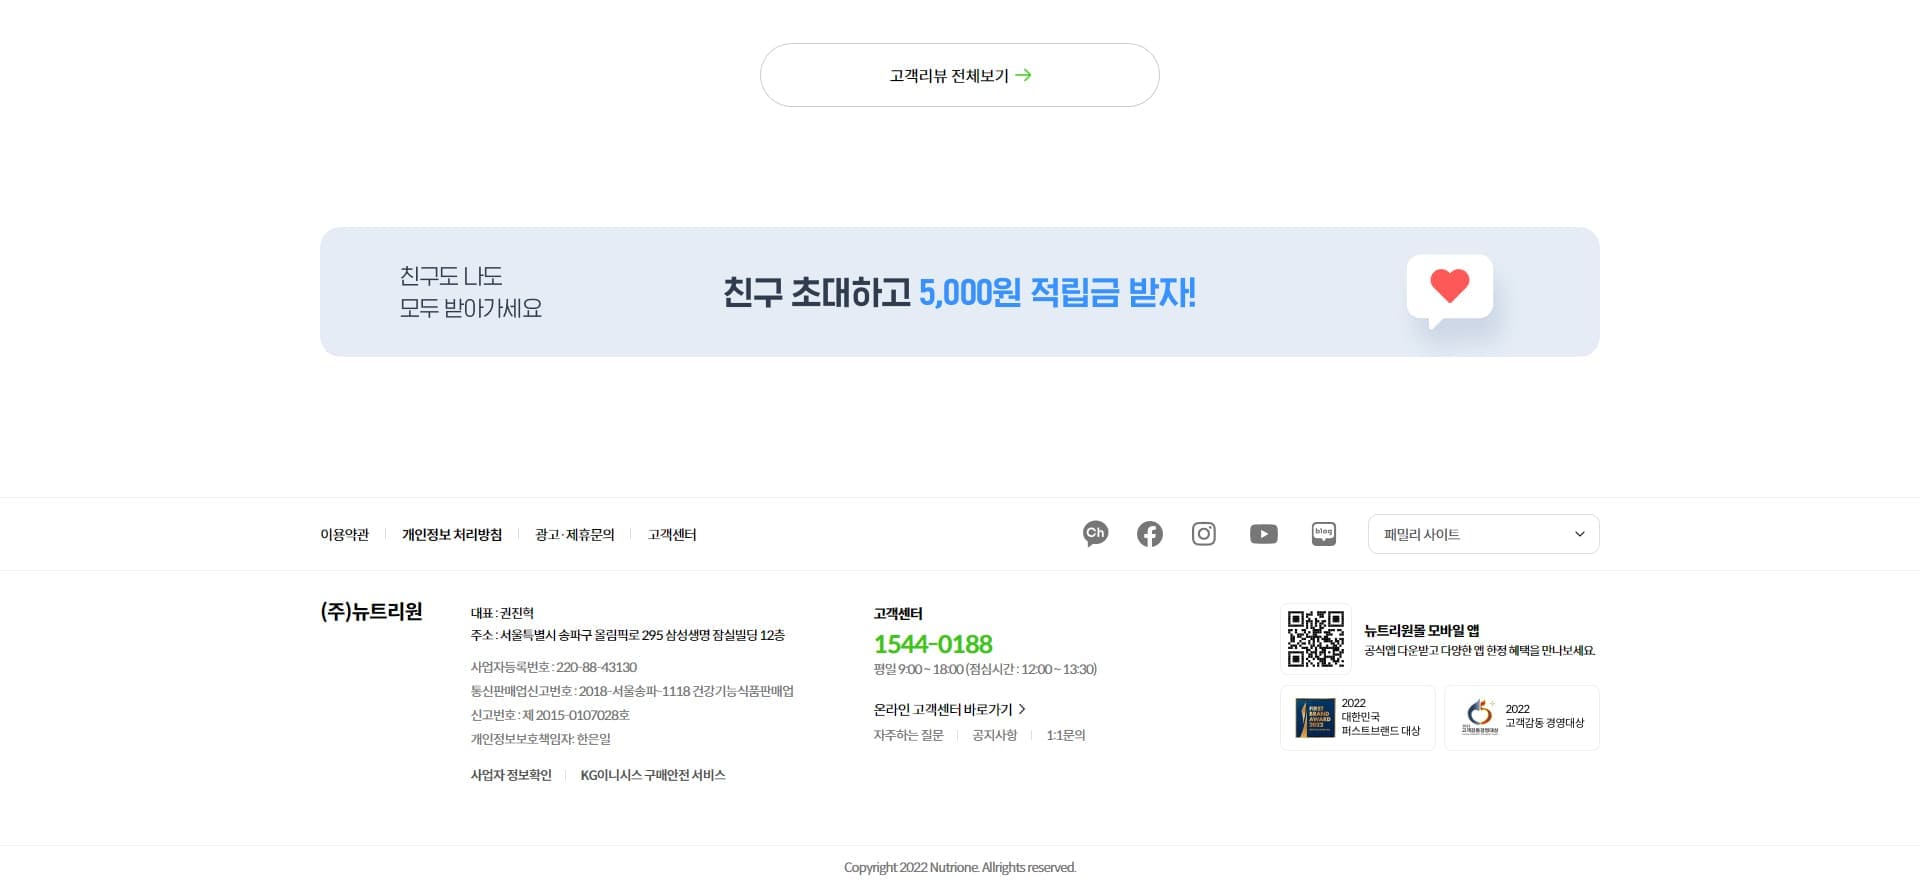 고객리뷰 전체보기
친구도 나도
모두 받아가세요
친구 초대하고 5,000원 적립금 받자!
이용약관
개인정보 처리방침
광고·제휴문의
고객센터
Ch
blog
패밀리 사이트
(주)뉴트리원
대표 : 권진혁
주소 : 서울특별시 송파구 올림픽로 295 삼성생명 잠실빌딩 12층
사업자등록번호 : 220-88-43130
통신판매업신고번호 : 2018-서울송파-1118 건강기능식품판매업
신고번호 : 제 2015-0107028호
개인정보보호책임자: 한은일
사업자 정보확인
KG이니시스 구매안전 서비스
고객센터
1544-0188
평일 9:00 ~ 18:00 (점심시간 : 12:00 ~ 13:30)
온라인 고객센터 바로가기
자주하는 질문
공지사항
1:1문의
뉴트리원몰 모바일 앱
공식앱 다운받고 다양한 앱 한정 혜택을 만나보세요.
FIRST
BRAND
AWARD
2022
2022
대한민국
퍼스트브랜드 대상
고객감동경영대상
2022
고객감동 경영대상
Copyright 2022 Nutrione. Allrights reserved.